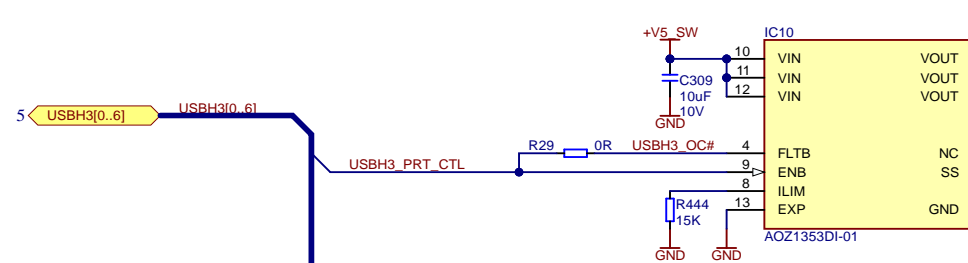 +V5_SW
IC10
10
VIN
VOUT
C309
11
VIN
VOUT
10uF
12
VIN
VOUT
10V
5
USBH3[0..6]
USBH3[0..6]
GND
R29
0R
USBH3_OC#
4
FLTB
NC
USBH3_PRT_CTL
9
ENB
SS
8
ILIM
R444
13
EXP
GND
15K
AOZ1353DI-01
GND
GND